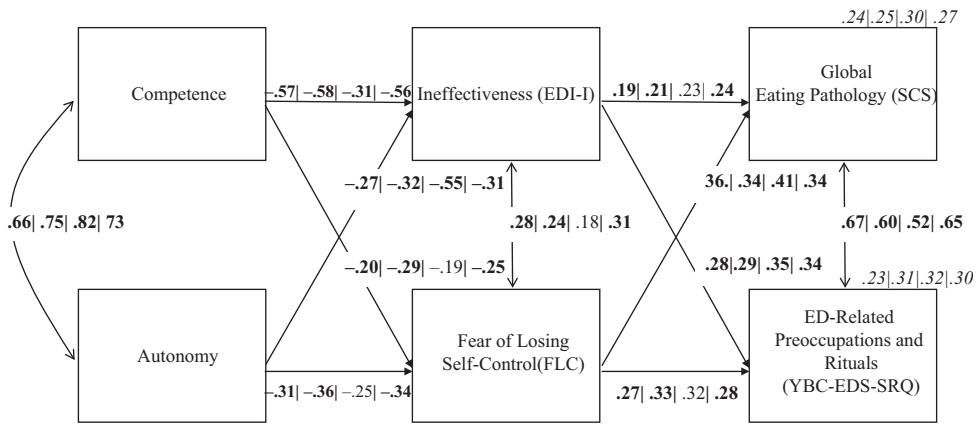 .24|.25|.30|.27
Competence
–.57| –.58| –.31| –.56
Ineffectiveness (EDI-I)
.19| .21| .23| .24
Global
Eating Pathology (SCS)
–.27| –.32| –.55| –.31
36.| .34| .41| .34
.66| .75| .82| 73
.28| .24| .18| .31
.67| .60| .52| .65
–.20| –.29| –.19| –.25
.28|.29| .35| .34
.23|.31|.32|.30
Autonomy
Fear of Losing
Self-Control(FLC)
ED-Related
Preoccupations and
Rituals
(YBC-EDS-SRQ)
–.31| –.36| –.25| –.34
.27| .33| .32| .28